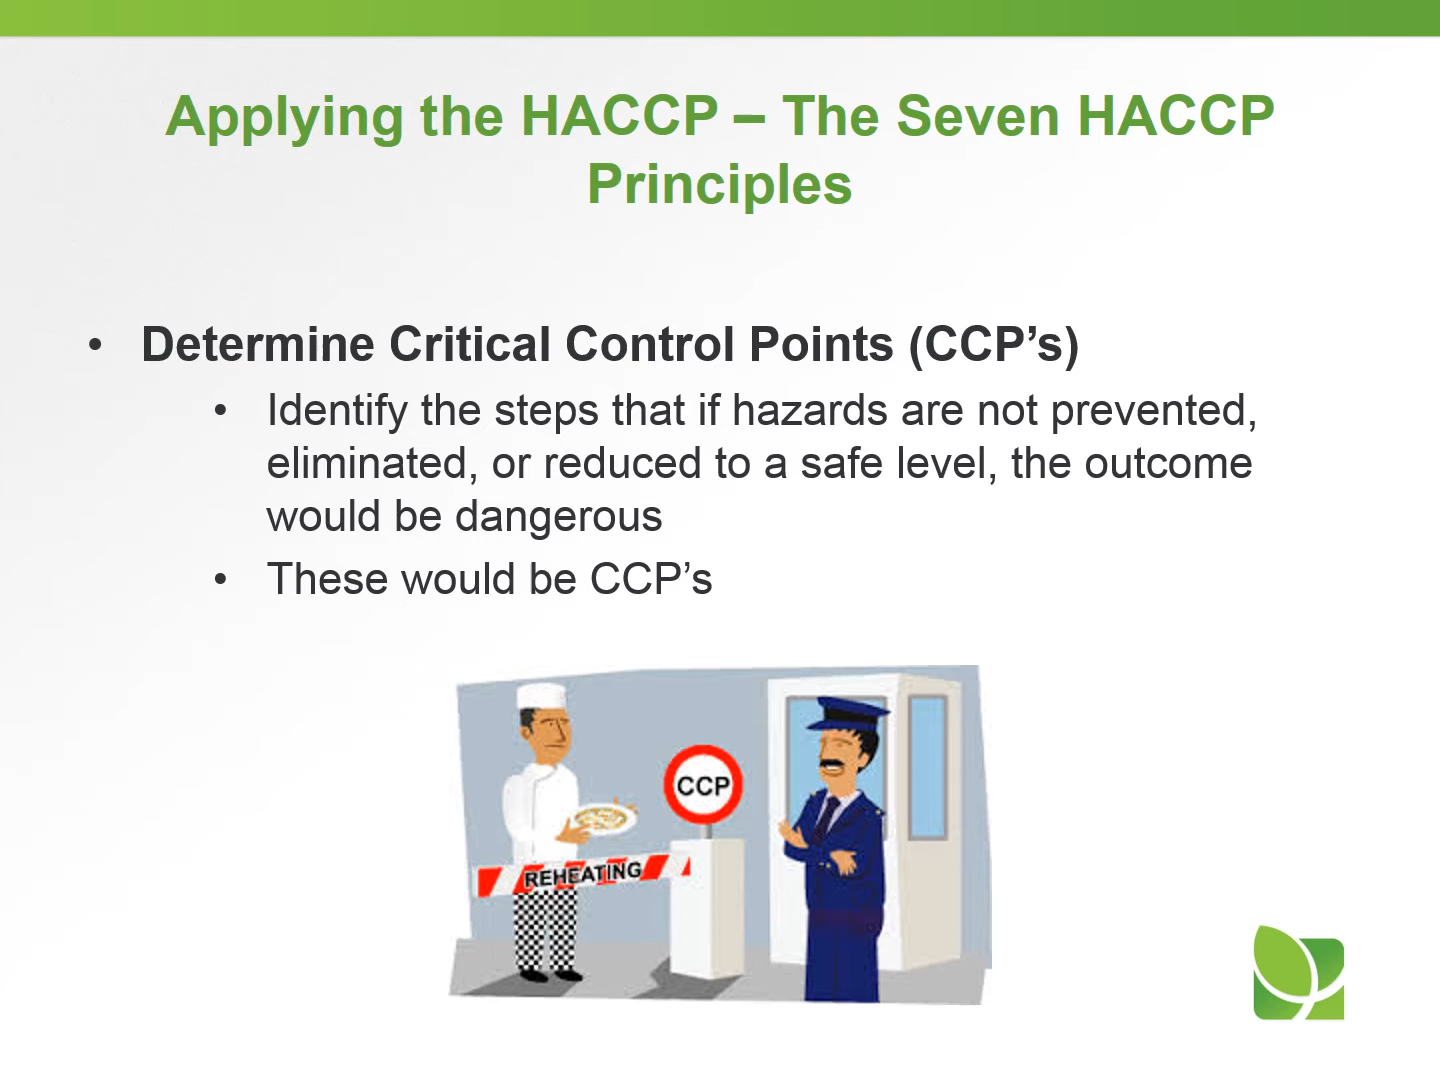 Applying the HACCP – The Seven HACCP
Principles
• Determine Critical Control Points (CCP’s)
• Identify the steps that if hazards are not prevented,
eliminated, or reduced to a safe level, the outcome
would be dangerous
• These would be CCP’s
CCP
REHEATING